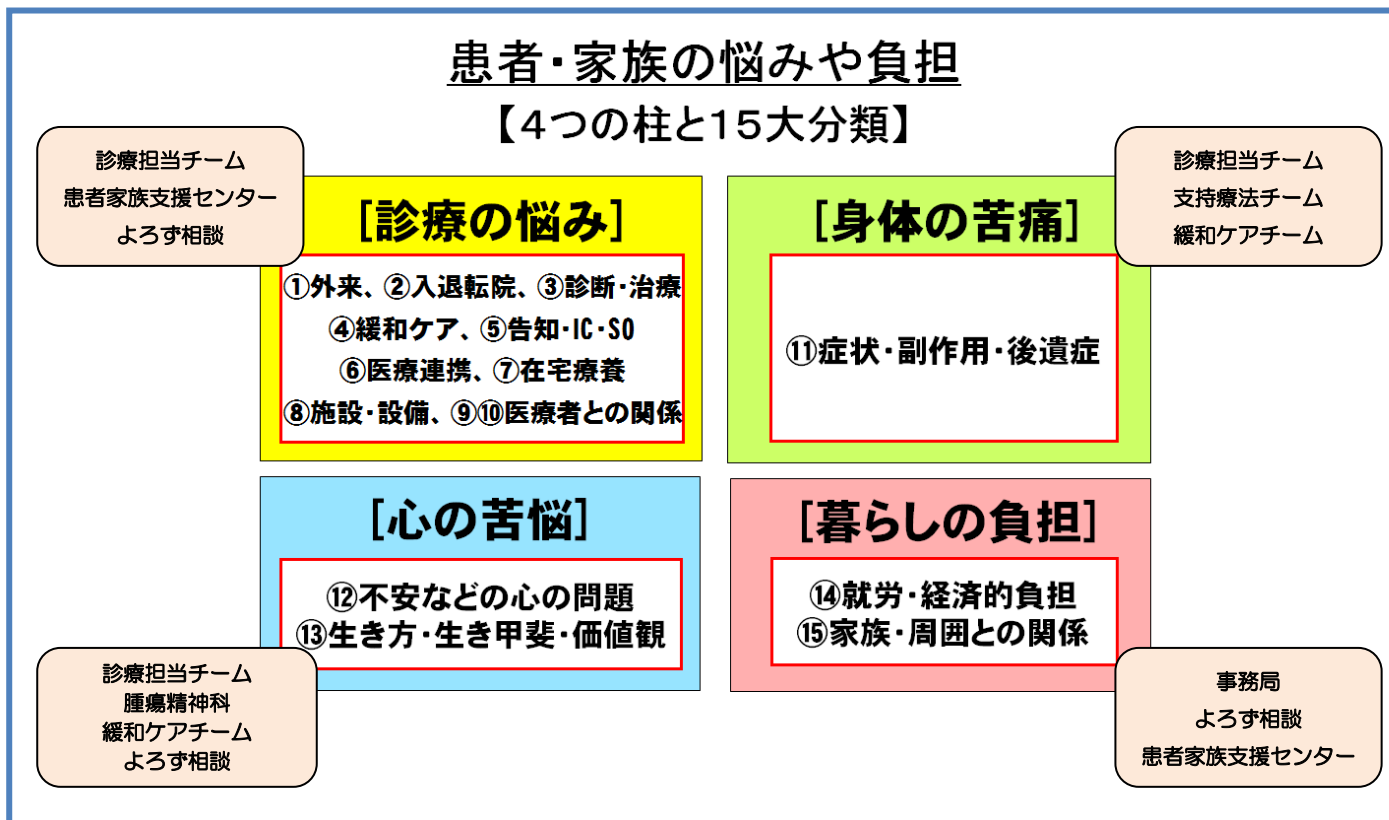 患者・家族の悩みや負担
【4つの柱と15大分類】
診療担当チーム
患者家族支援センター
よろず相談
[診療の悩み]
①外来、②入退転院、③診断・治療
④緩和ケア、⑤告知・IC・SO
⑥医療連携、⑦在宅療養
⑧施設・設備、⑨⑩医療者との関係
診療担当チーム
支持療法チーム
緩和ケアチーム
[身体の苦痛]
⑪症状・副作用・後遺症
[心の苦悩]
⑫不安などの心の問題
⑬生き方・生き甲斐・価値観
診療担当チーム
腫瘍精神科
緩和ケアチーム
よろず相談
[暮らしの負担]
⑭就労・経済的負担
⑮家族・周囲との関係
事務局
よろず相談
患者家族支援センター